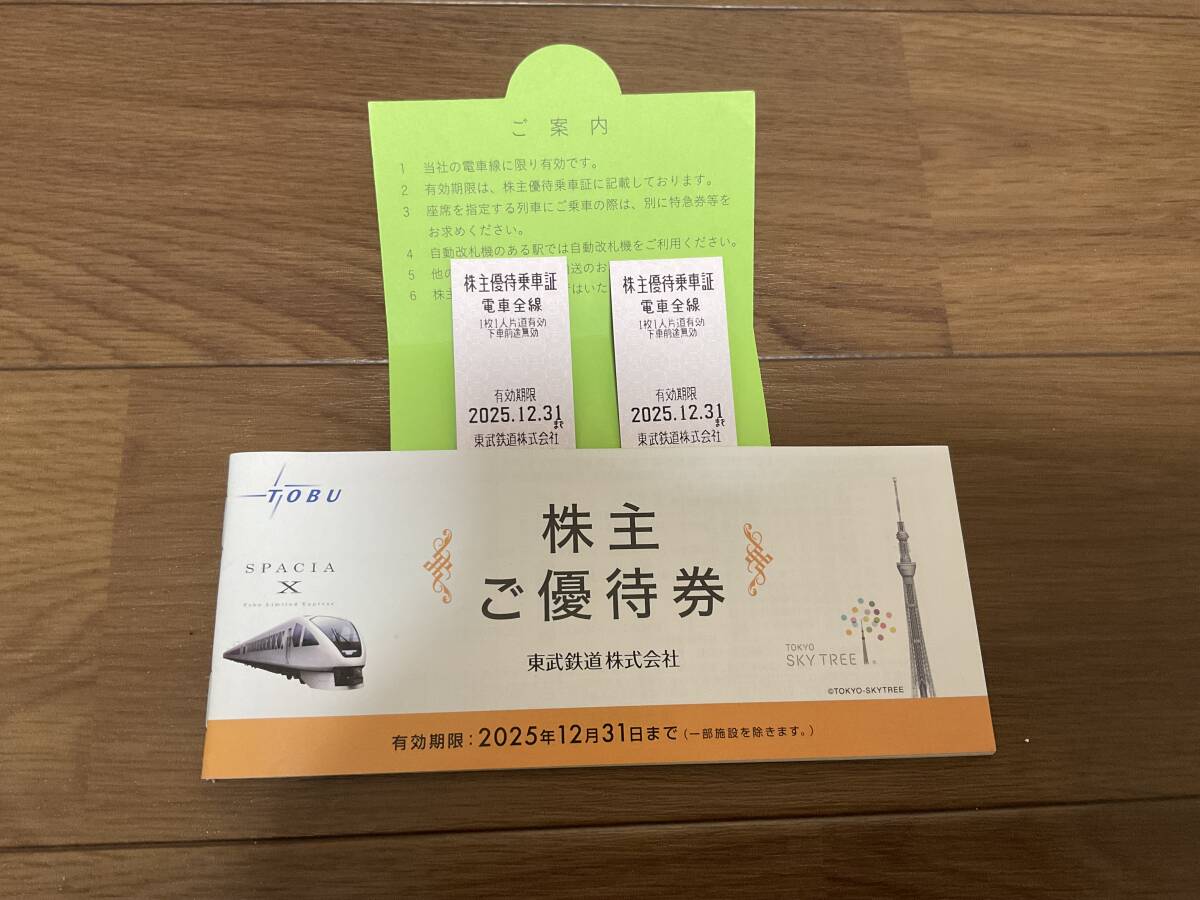 ご案内
1 当社の電車線に限り有効です。
2 有効期限は、株主優待乗車証に記載しております。
3 座席を指定する列車にご乗車の際は、別に特急券等を
お求めください。
4 自動改札機のある駅では自動改札機をご利用ください。
5 他の
6 株主
株主優待乗車証
電車全線
1枚1人片道有効
下車前途無効
有効期限
2025.12.31まで
東武鉄道株式会社
株主優待乗車証
電車全線
1枚1人片道有効
下車前途無効
有効期限
2025.12.31まで
東武鉄道株式会社
TOBU
SPACIA
X
Tobu Limited Express
株主
ご優待券
東武鉄道株式会社
TOKYO
SKYTREE®
©TOKYO-SKYTREE
有効期限:2025年12月31日まで(一部施設を除きます。)